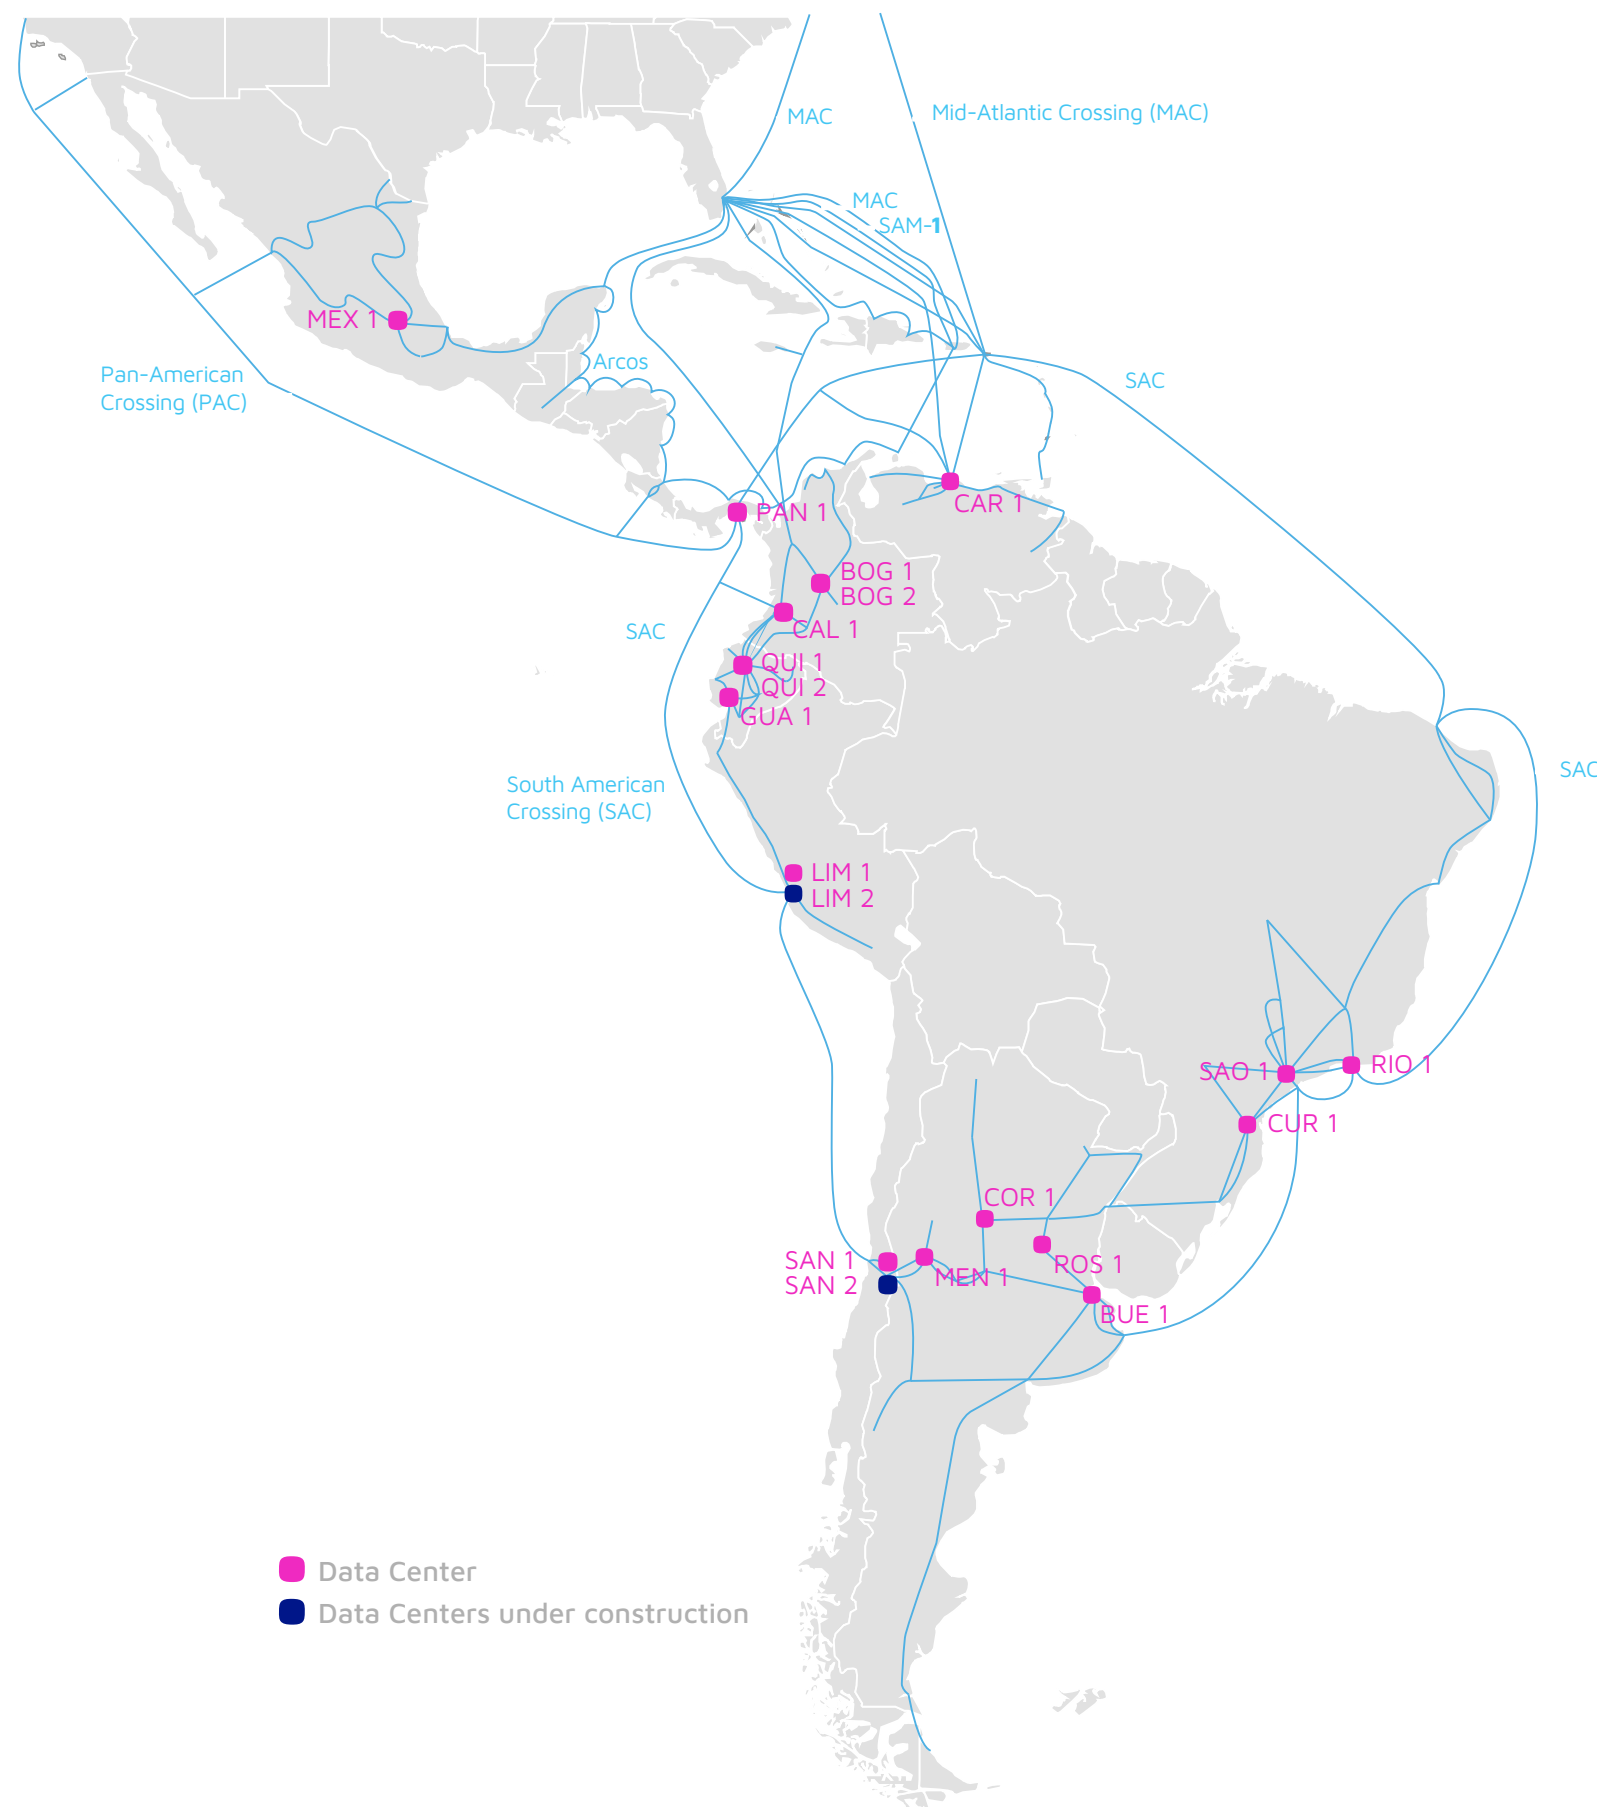 MAC
Mid-Atlantic Crossing (MAC)
MAC
SAM-1
MEX 1
Arcos
Pan-American
Crossing (PAC)
SAC
CAR 1
PAN 1
BOG 1
BOG 2
SAC
CAL 1
QUI 1
QUI 2
GUA 1
South American
Crossing (SAC)
SAC
LIM 1
LIM 2
SAO 1
RIO 1
CUR 1
COR 1
SAN 1
SAN 2
MEN 1
ROS 1
BUE 1
Data Center
Data Centers under construction